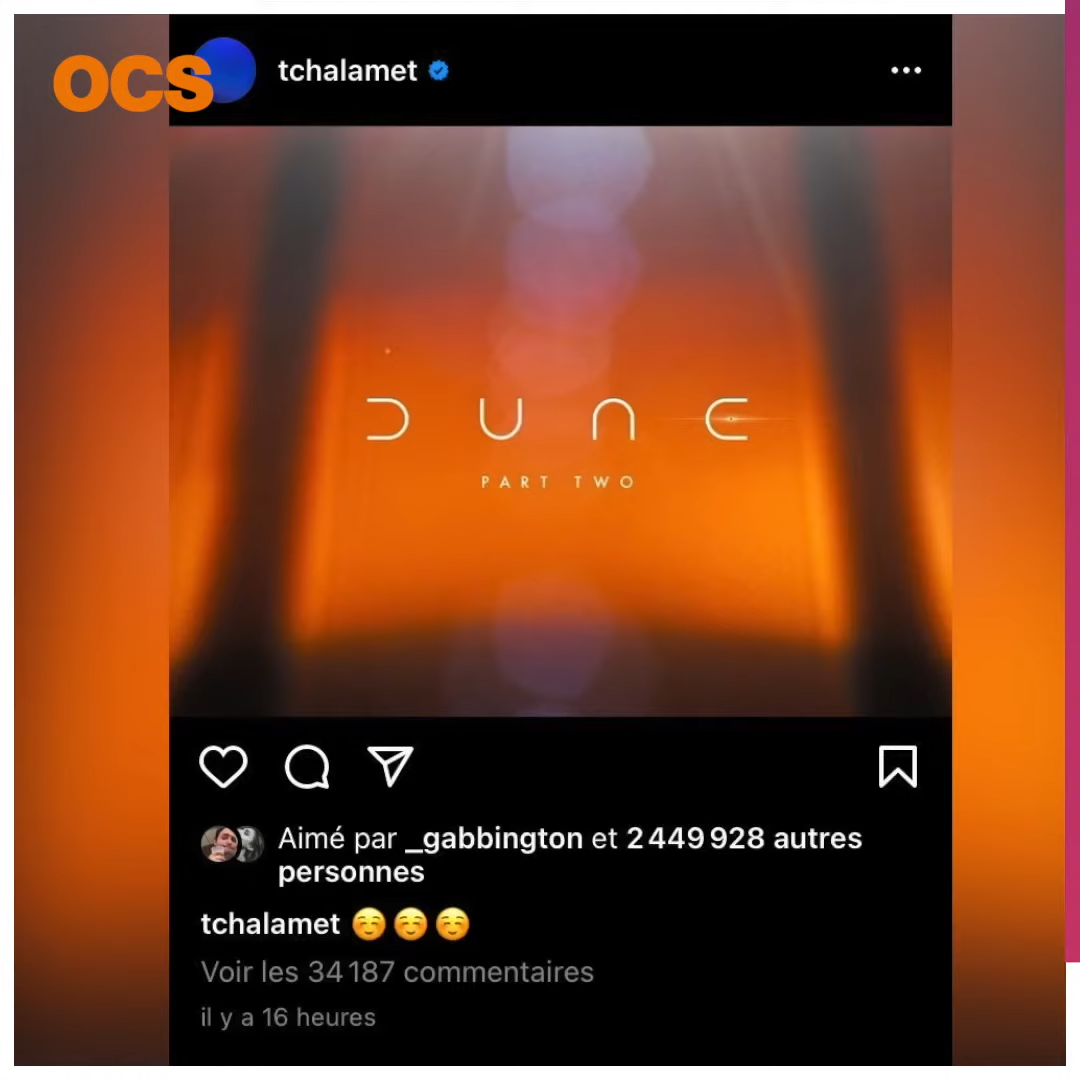 OCS
tchalamet
DUNE
PART TWO
Aimé par _gabbington et 2 449 928 autres
personnes
tchalamet ☺️☺️☺️
Voir les 34 187 commentaires
il y a 16 heures